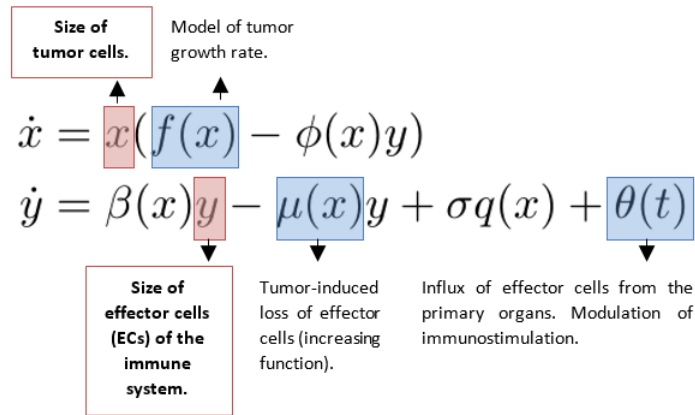 Size of
tumor cells.
Model of tumor
growth rate.
ẋ = x(f(x) − ϕ(x)y)
ẏ = β(x)y − μ(x)y + σq(x) + θ(t)
Size of
effector cells
(ECs) of the
immune
system.
Tumor-induced
loss of effector
cells (increasing
function).
Influx of effector cells from the
primary organs. Modulation of
immunostimulation.